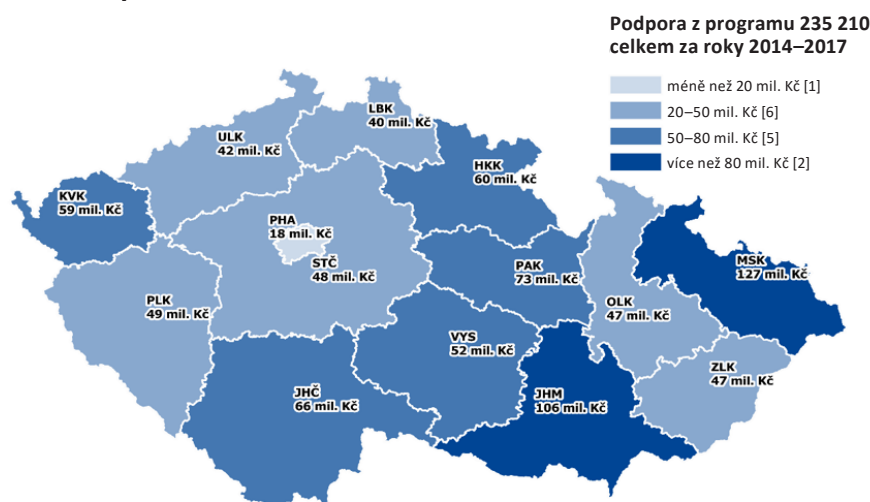 Podpora z programu 235 210
celkem za roky 2014–2017
méně než 20 mil. Kč [1]
20–50 mil. Kč [6]
50–80 mil. Kč [5]
více než 80 mil. Kč [2]
LBK
40 mil. Kč
ULK
42 mil. Kč
HKK
60 mil. Kč
KVK
59 mil. Kč
PHA
18 mil. Kč
STČ
48 mil. Kč
PAK
73 mil. Kč
MSK
127 mil. Kč
PLK
49 mil. Kč
OLK
47 mil. Kč
VYS
52 mil. Kč
ZLK
47 mil. Kč
JHČ
66 mil. Kč
JHM
106 mil. Kč